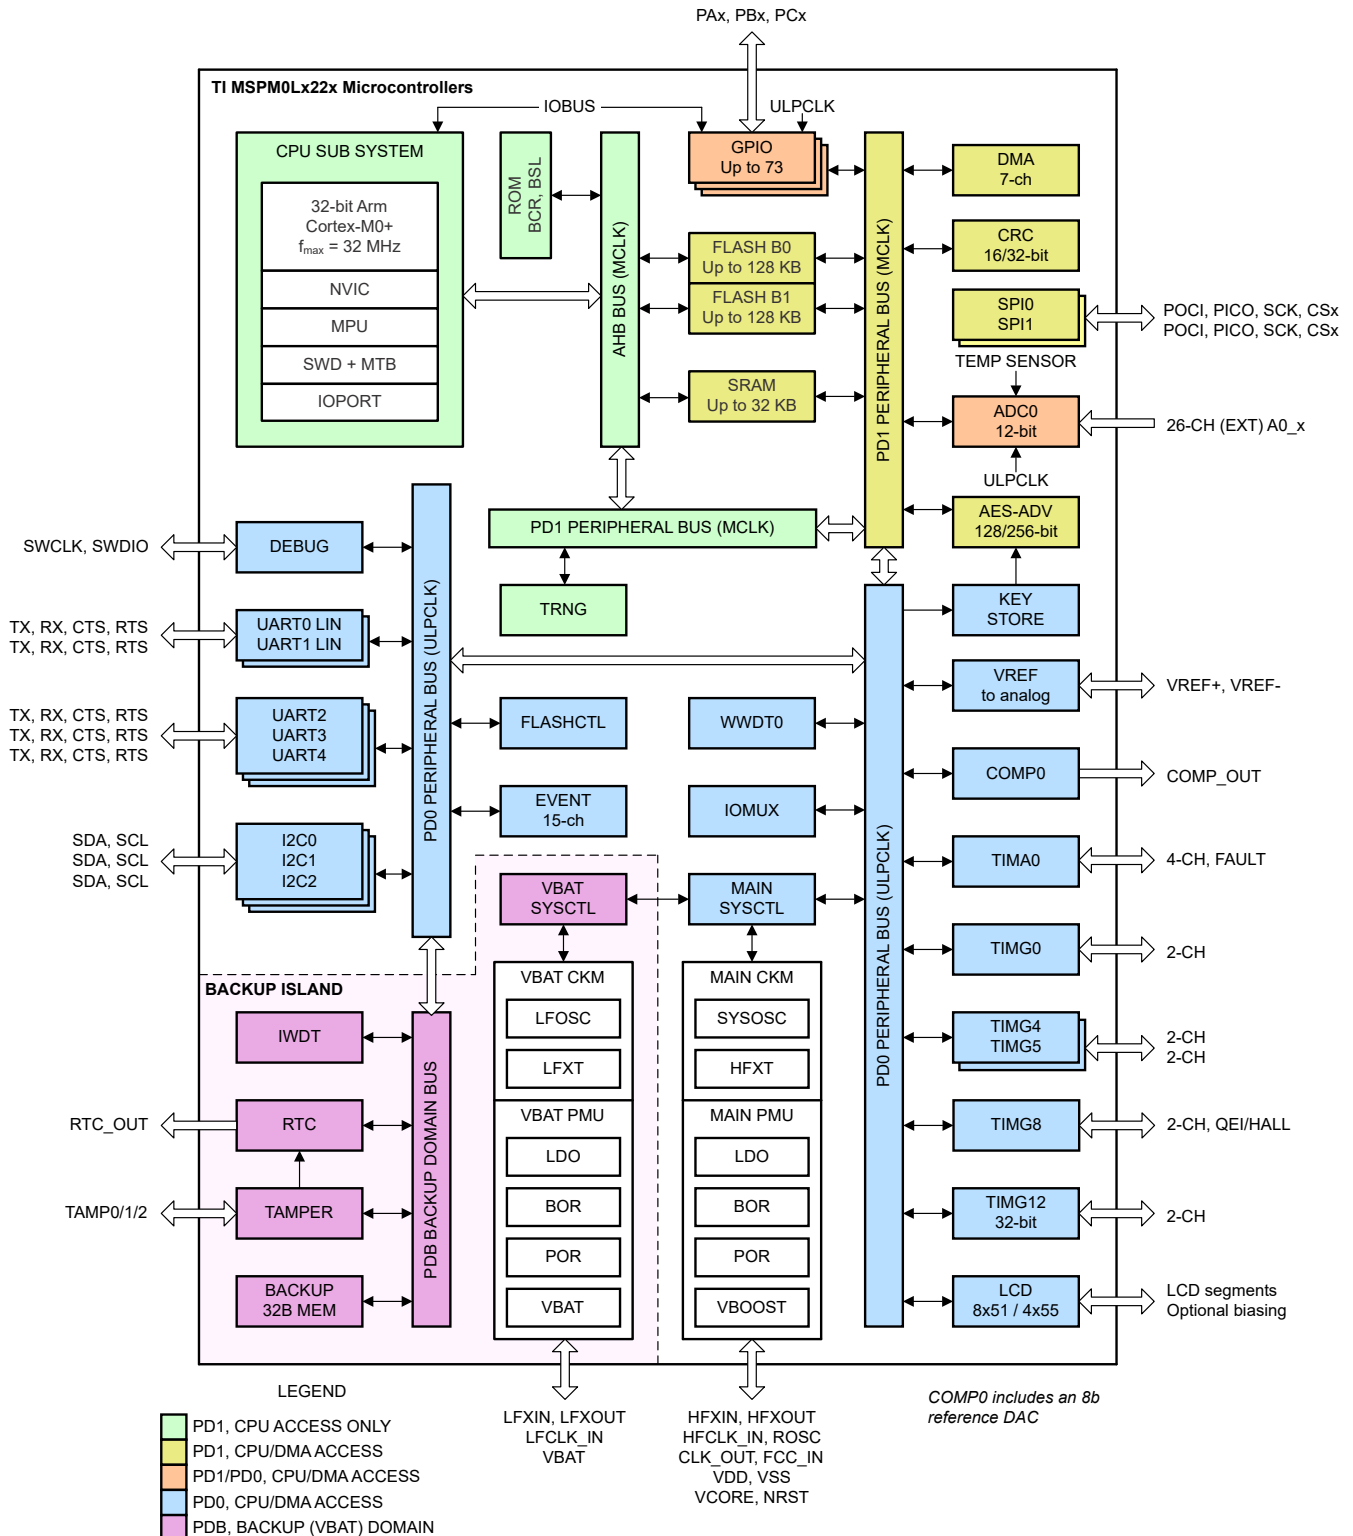 PAx, PBx, PCx
TI MSPM0Lx22x Microcontrollers
IOBUS
ULPCLK
CPU SUB SYSTEM
32-bit Arm
Cortex-M0+
fmax = 32 MHz
NVIC
MPU
SWD + MTB
IOPORT
ROM
BCR, BSL
AHB BUS (MCLK)
GPIO
Up to 73
FLASH B0
Up to 128 KB
FLASH B1
Up to 128 KB
SRAM
Up to 32 KB
PD1 PERIPHERAL BUS (MCLK)
DMA
7-ch
CRC
16/32-bit
SPI0
SPI1
POCI, PICO, SCK, CSx
POCI, PICO, SCK, CSx
TEMP SENSOR
ADC0
12-bit
26-CH (EXT) A0_x
ULPCLK
AES-ADV
128/256-bit
PD1 PERIPHERAL BUS (MCLK)
TRNG
SWCLK, SWDIO
DEBUG
TX, RX, CTS, RTS
TX, RX, CTS, RTS
UART0 LIN
UART1 LIN
TX, RX, CTS, RTS
TX, RX, CTS, RTS
TX, RX, CTS, RTS
UART2
UART3
UART4
SDA, SCL
SDA, SCL
SDA, SCL
I2C0
I2C1
I2C2
PD0 PERIPHERAL BUS (ULPCLK)
FLASHCTL
EVENT
15-ch
WWDT0
IOMUX
VBAT
SYSCTL
MAIN
SYSCTL
PD0 PERIPHERAL BUS (ULPCLK)
KEY
STORE
VREF
to analog
VREF+, VREF-
COMP0
COMP_OUT
TIMA0
4-CH, FAULT
TIMG0
2-CH
TIMG4
TIMG5
2-CH
2-CH
TIMG8
2-CH, QEI/HALL
TIMG12
32-bit
2-CH
LCD
8x51 / 4x55
LCD segments
Optional biasing
BACKUP ISLAND
IWDT
RTC_OUT
RTC
TAMP0/1/2
TAMPER
BACKUP
32B MEM
PDB BACKUP DOMAIN BUS
VBAT CKM
LFOSC
LFXT
VBAT PMU
LDO
BOR
POR
VBAT
MAIN CKM
SYSOSC
HFXT
MAIN PMU
LDO
BOR
POR
VBOOST
LFXIN, LFXOUT
LFCLK_IN
VBAT
HFXIN, HFXOUT
HFCLK_IN, ROSC
CLK_OUT, FCC_IN
VDD, VSS
VCORE, NRST
COMP0 includes an 8b
reference DAC
LEGEND
PD1, CPU ACCESS ONLY
PD1, CPU/DMA ACCESS
PD1/PD0, CPU/DMA ACCESS
PD0, CPU/DMA ACCESS
PDB, BACKUP (VBAT) DOMAIN